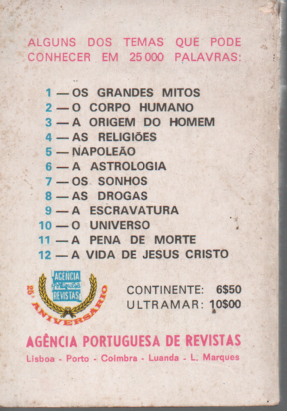 ALGUNS DOS TEMAS QUE PODE
CONHECER EM 25 000 PALAVRAS:
1 — OS GRANDES MITOS
2 — O CORPO HUMANO
3 — A ORIGEM DO HOMEM
4 — AS RELIGIÕES
5 — NAPOLEÃO
6 — A ASTROLOGIA
7 — OS SONHOS
8 — AS DROGAS
9 — A ESCRAVATURA
10 — O UNIVERSO
11 — A PENA DE MORTE
12 — A VIDA DE JESUS CRISTO
AGÊNCIA
REVISTAS
25º ANIVERSÁRIO
CONTINENTE: 6$50
ULTRAMAR: 10$00
AGÊNCIA PORTUGUESA DE REVISTAS
Lisboa - Porto - Coimbra - Luanda - L. Marques